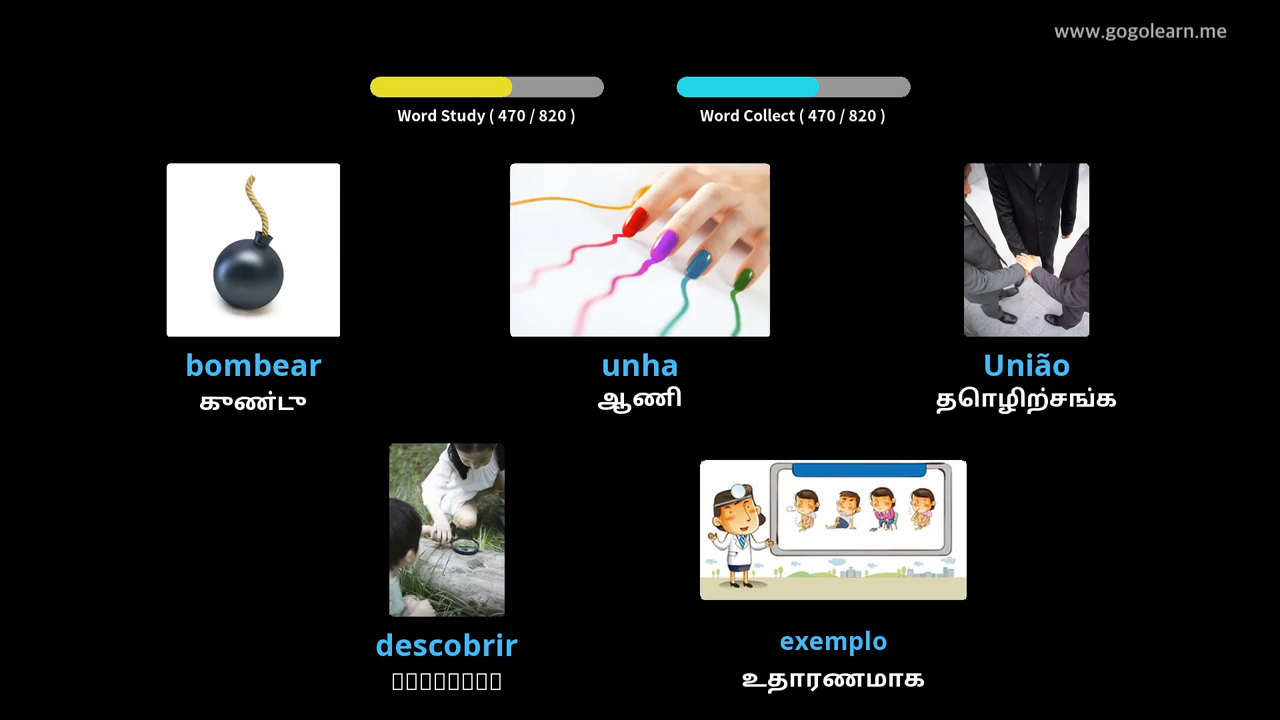 www.gogolearn.me
Word Study ( 470 / 820 )
Word Collect ( 470 / 820 )
bombear
குண்டு
unha
ஆணி
União
தொழிற்சங்க
descobrir
exemplo
உதாரணமாக